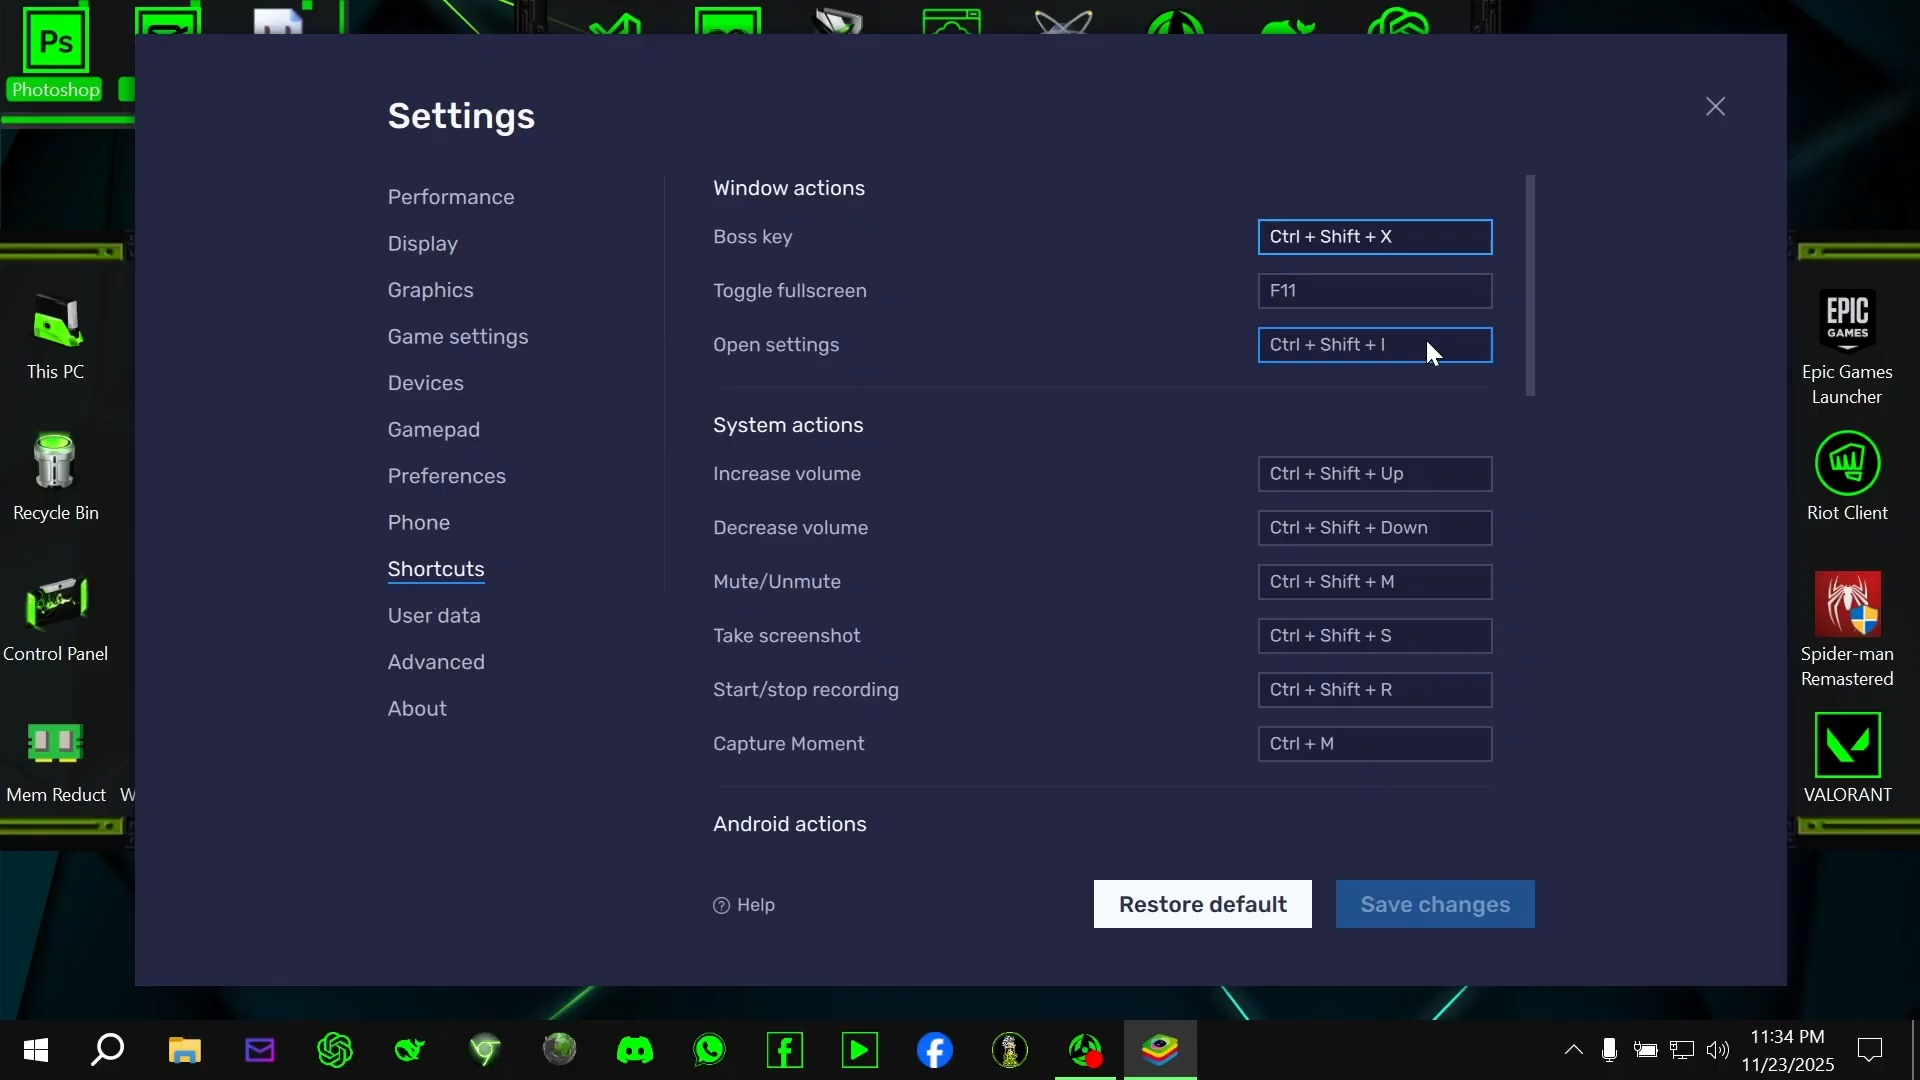 Ps
Photoshop
Settings
Performance
Display
Graphics
Game settings
Devices
Gamepad
Preferences
Phone
Shortcuts
User data
Advanced
About
Window actions
Boss key
Ctrl + Shift + X
Toggle fullscreen
F11
Open settings
Ctrl + Shift + I
System actions
Increase volume
Ctrl + Shift + Up
Decrease volume
Ctrl + Shift + Down
Mute/Unmute
Ctrl + Shift + M
Take screenshot
Ctrl + Shift + S
Start/stop recording
Ctrl + Shift + R
Capture Moment
Ctrl + M
Android actions
Help
Restore default
Save changes
This PC
Recycle Bin
Control Panel
Mem Reduct
W
EPIC
GAMES
Epic Games
Launcher
Riot Client
Spider-man
Remastered
VALORANT
11:34 PM
11/23/2025